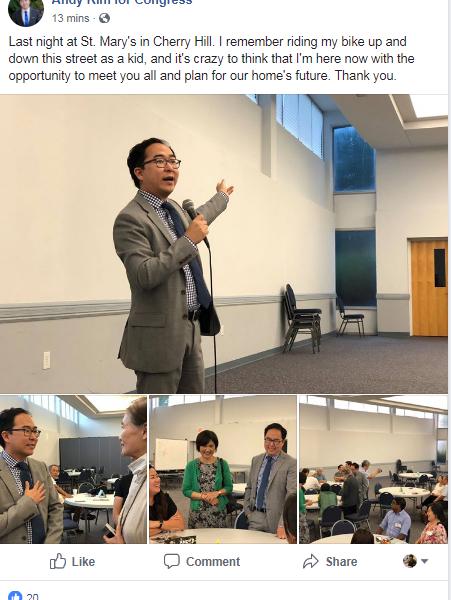 Andy Kim for Congress
13 mins ·
Last night at St. Mary's in Cherry Hill. I remember riding my bike up and
down this street as a kid, and it's crazy to think that I'm here now with the
opportunity to meet you all and plan for our home's future. Thank you.
Like Comment Share
20